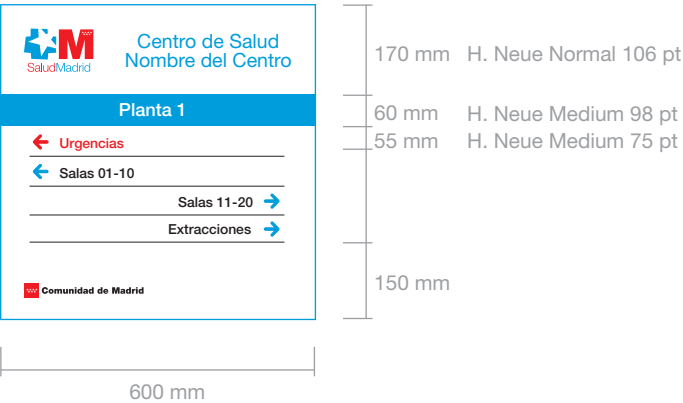 SaludMadrid
Centro de Salud
Nombre del Centro
Planta 1
Urgencias
Salas 01-10
Salas 11-20
Extracciones
Comunidad de Madrid
170 mm H. Neue Normal 106 pt
60 mm H. Neue Medium 98 pt
55 mm H. Neue Medium 75 pt
150 mm
600 mm